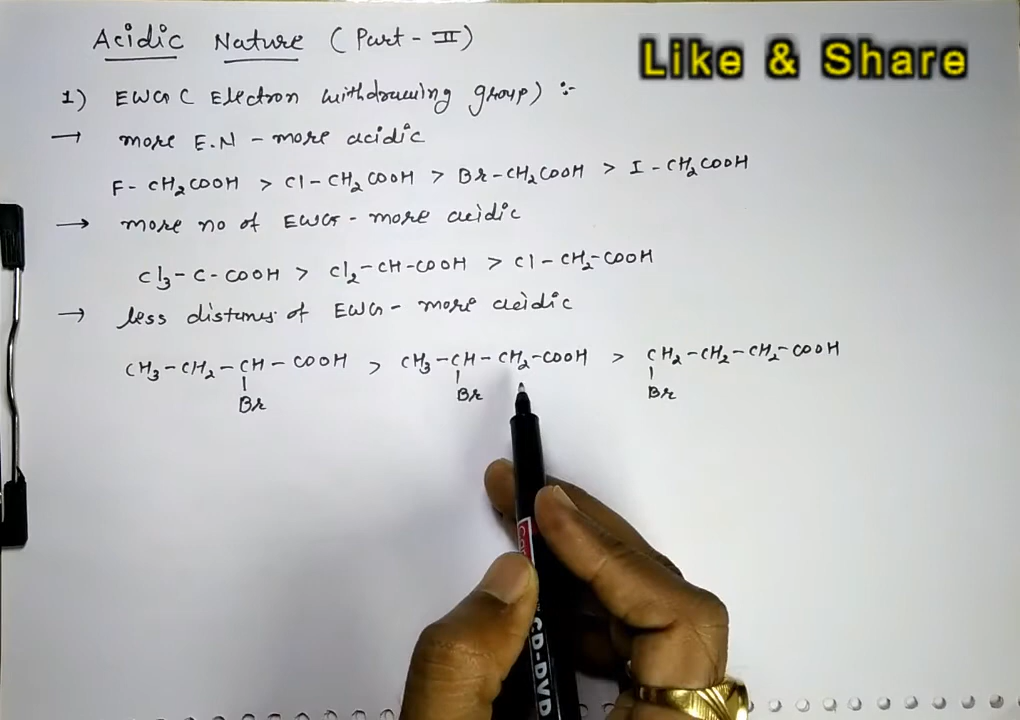 Acidic Nature (Part - II)
Like & Share
1) EWG ( Electron withdrawing group) :-
→ more E.N - more acidic
F - CH2COOH > Cl - CH2COOH > Br - CH2COOH > I - CH2COOH
→ more no of EWG - more acidic
Cl3 - C - COOH > Cl2 - CH - COOH > Cl - CH2 - COOH
→ less distance of EWG - more acidic
CH3 - CH2 - CH - COOH > CH3 - CH - CH2 - COOH > CH2 - CH2 - CH2 - COOH
Br Br Br
CD-DVD